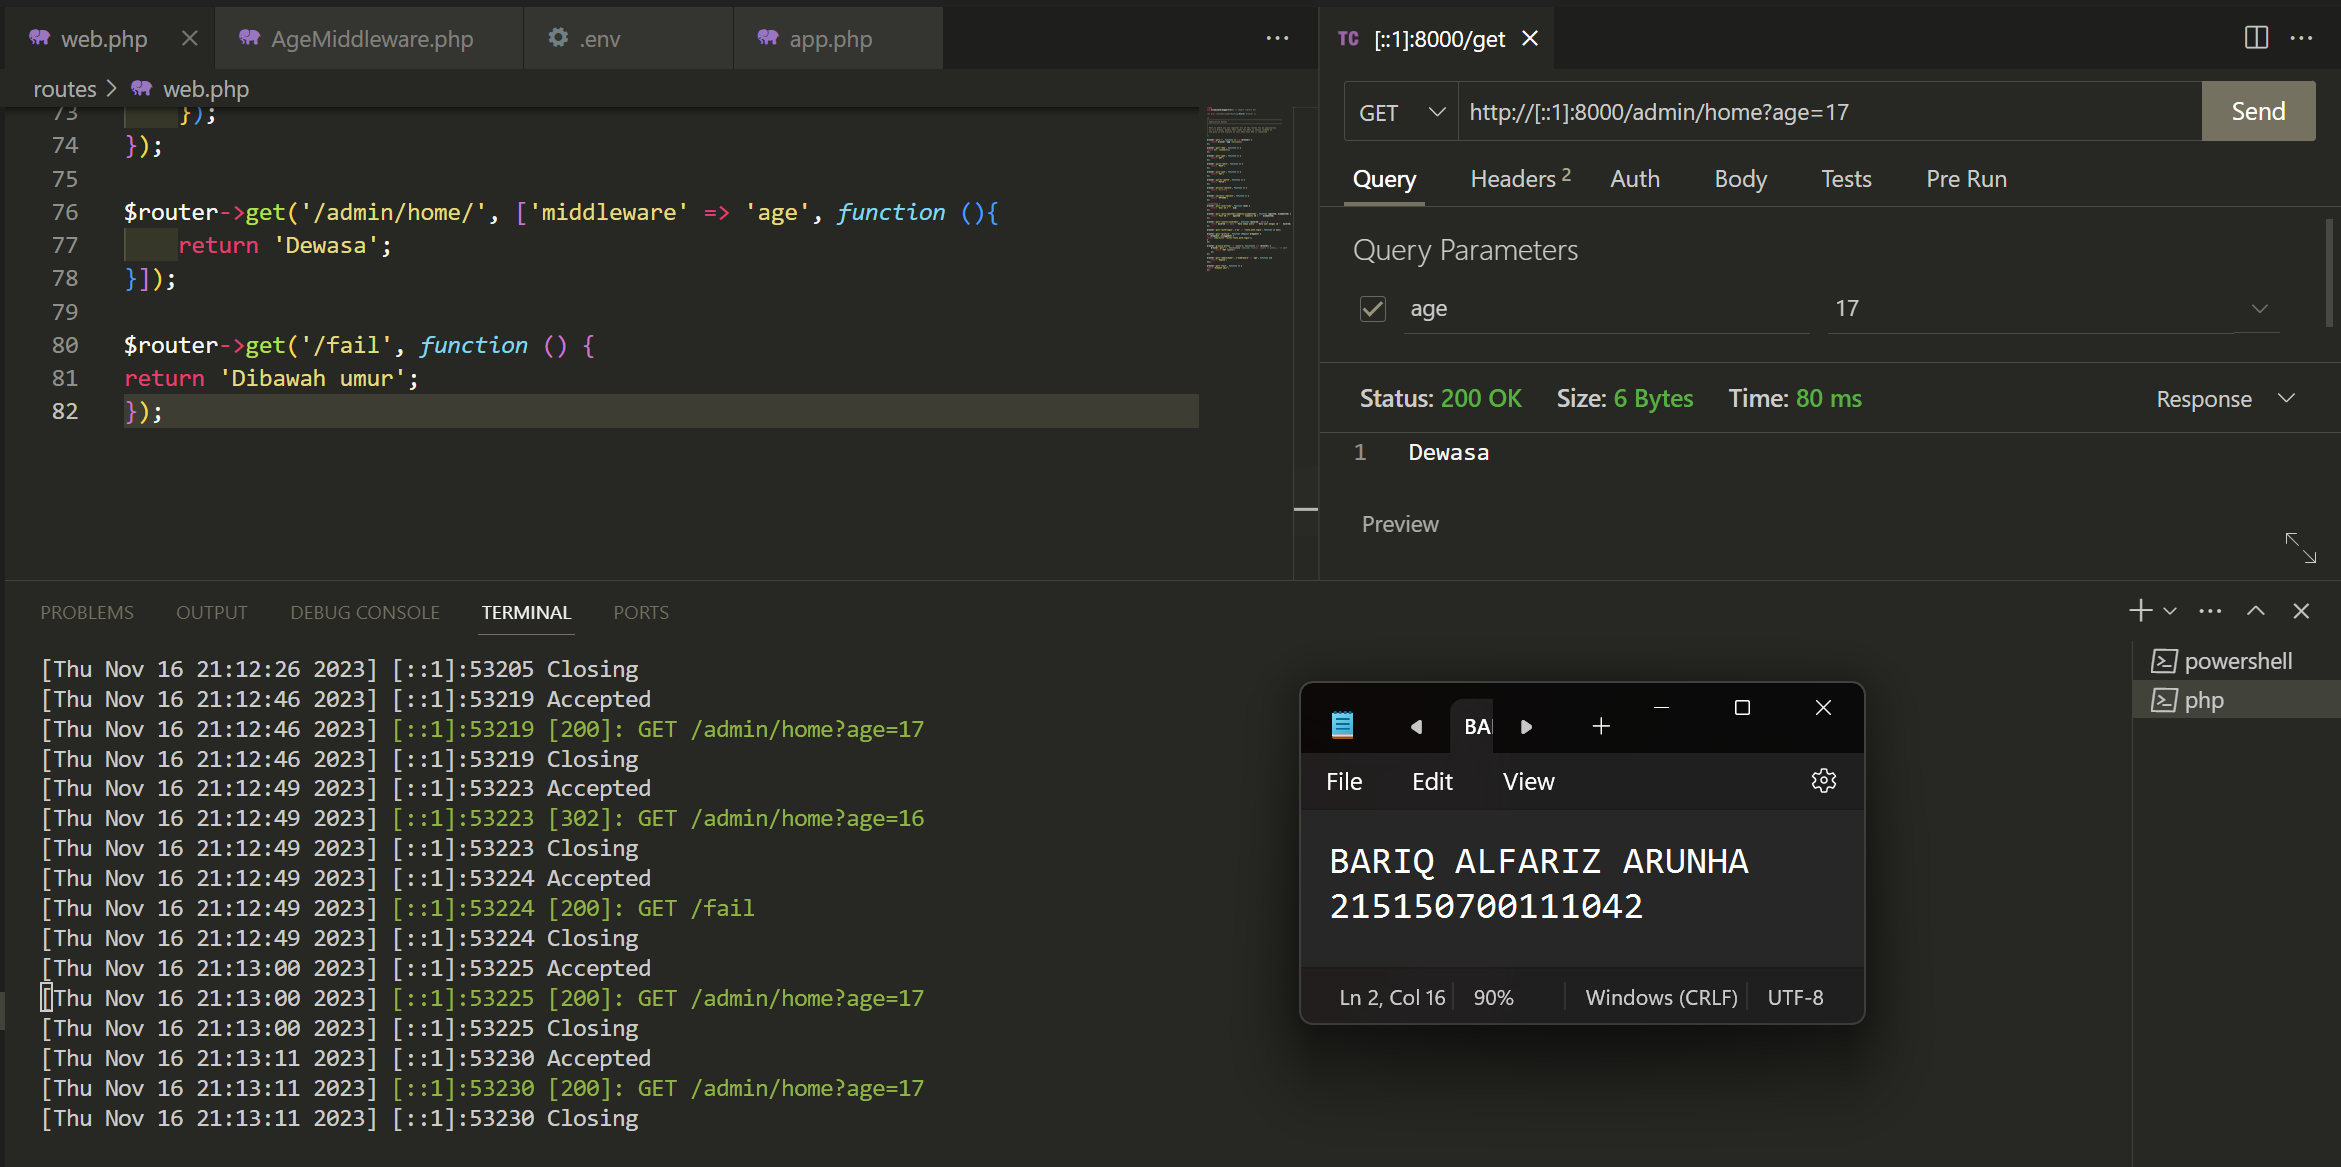 web.php
AgeMiddleware.php
.env
app.php
routes > web.php
73 });
74 });
75
76 $router->get('/admin/home/', ['middleware' => 'age', function (){
77 return 'Dewasa';
78 }]);
79
80 $router->get('/fail', function () {
81 return 'Dibawah umur';
82 });
TC [::1]:8000/get
GET http://[::1]:8000/admin/home?age=17 Send
Query Headers 2 Auth Body Tests Pre Run
Query Parameters
age 17
Status: 200 OK Size: 6 Bytes Time: 80 ms Response
1 Dewasa
Preview
PROBLEMS OUTPUT DEBUG CONSOLE TERMINAL PORTS
[Thu Nov 16 21:12:26 2023] [::1]:53205 Closing
[Thu Nov 16 21:12:46 2023] [::1]:53219 Accepted
[Thu Nov 16 21:12:46 2023] [::1]:53219 [200]: GET /admin/home?age=17
[Thu Nov 16 21:12:46 2023] [::1]:53219 Closing
[Thu Nov 16 21:12:49 2023] [::1]:53223 Accepted
[Thu Nov 16 21:12:49 2023] [::1]:53223 [302]: GET /admin/home?age=16
[Thu Nov 16 21:12:49 2023] [::1]:53223 Closing
[Thu Nov 16 21:12:49 2023] [::1]:53224 Accepted
[Thu Nov 16 21:12:49 2023] [::1]:53224 [200]: GET /fail
[Thu Nov 16 21:12:49 2023] [::1]:53224 Closing
[Thu Nov 16 21:13:00 2023] [::1]:53225 Accepted
[Thu Nov 16 21:13:00 2023] [::1]:53225 [200]: GET /admin/home?age=17
[Thu Nov 16 21:13:00 2023] [::1]:53225 Closing
[Thu Nov 16 21:13:11 2023] [::1]:53230 Accepted
[Thu Nov 16 21:13:11 2023] [::1]:53230 [200]: GET /admin/home?age=17
[Thu Nov 16 21:13:11 2023] [::1]:53230 Closing
powershell
php
BA
File Edit View
BARIQ ALFARIZ ARUNHA
215150700111042
Ln 2, Col 16 90% Windows (CRLF) UTF-8